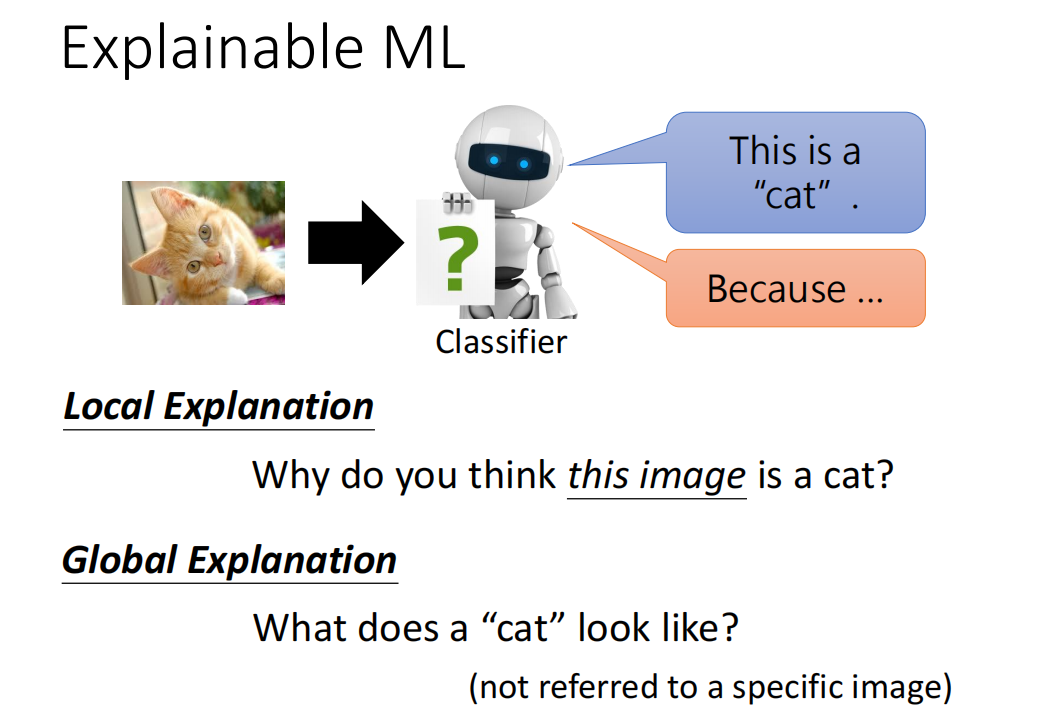 Explainable ML
This is a
“cat” .
?
Because ...
Classifier
Local Explanation
Why do you think this image is a cat?
Global Explanation
What does a “cat” look like?
(not referred to a specific image)